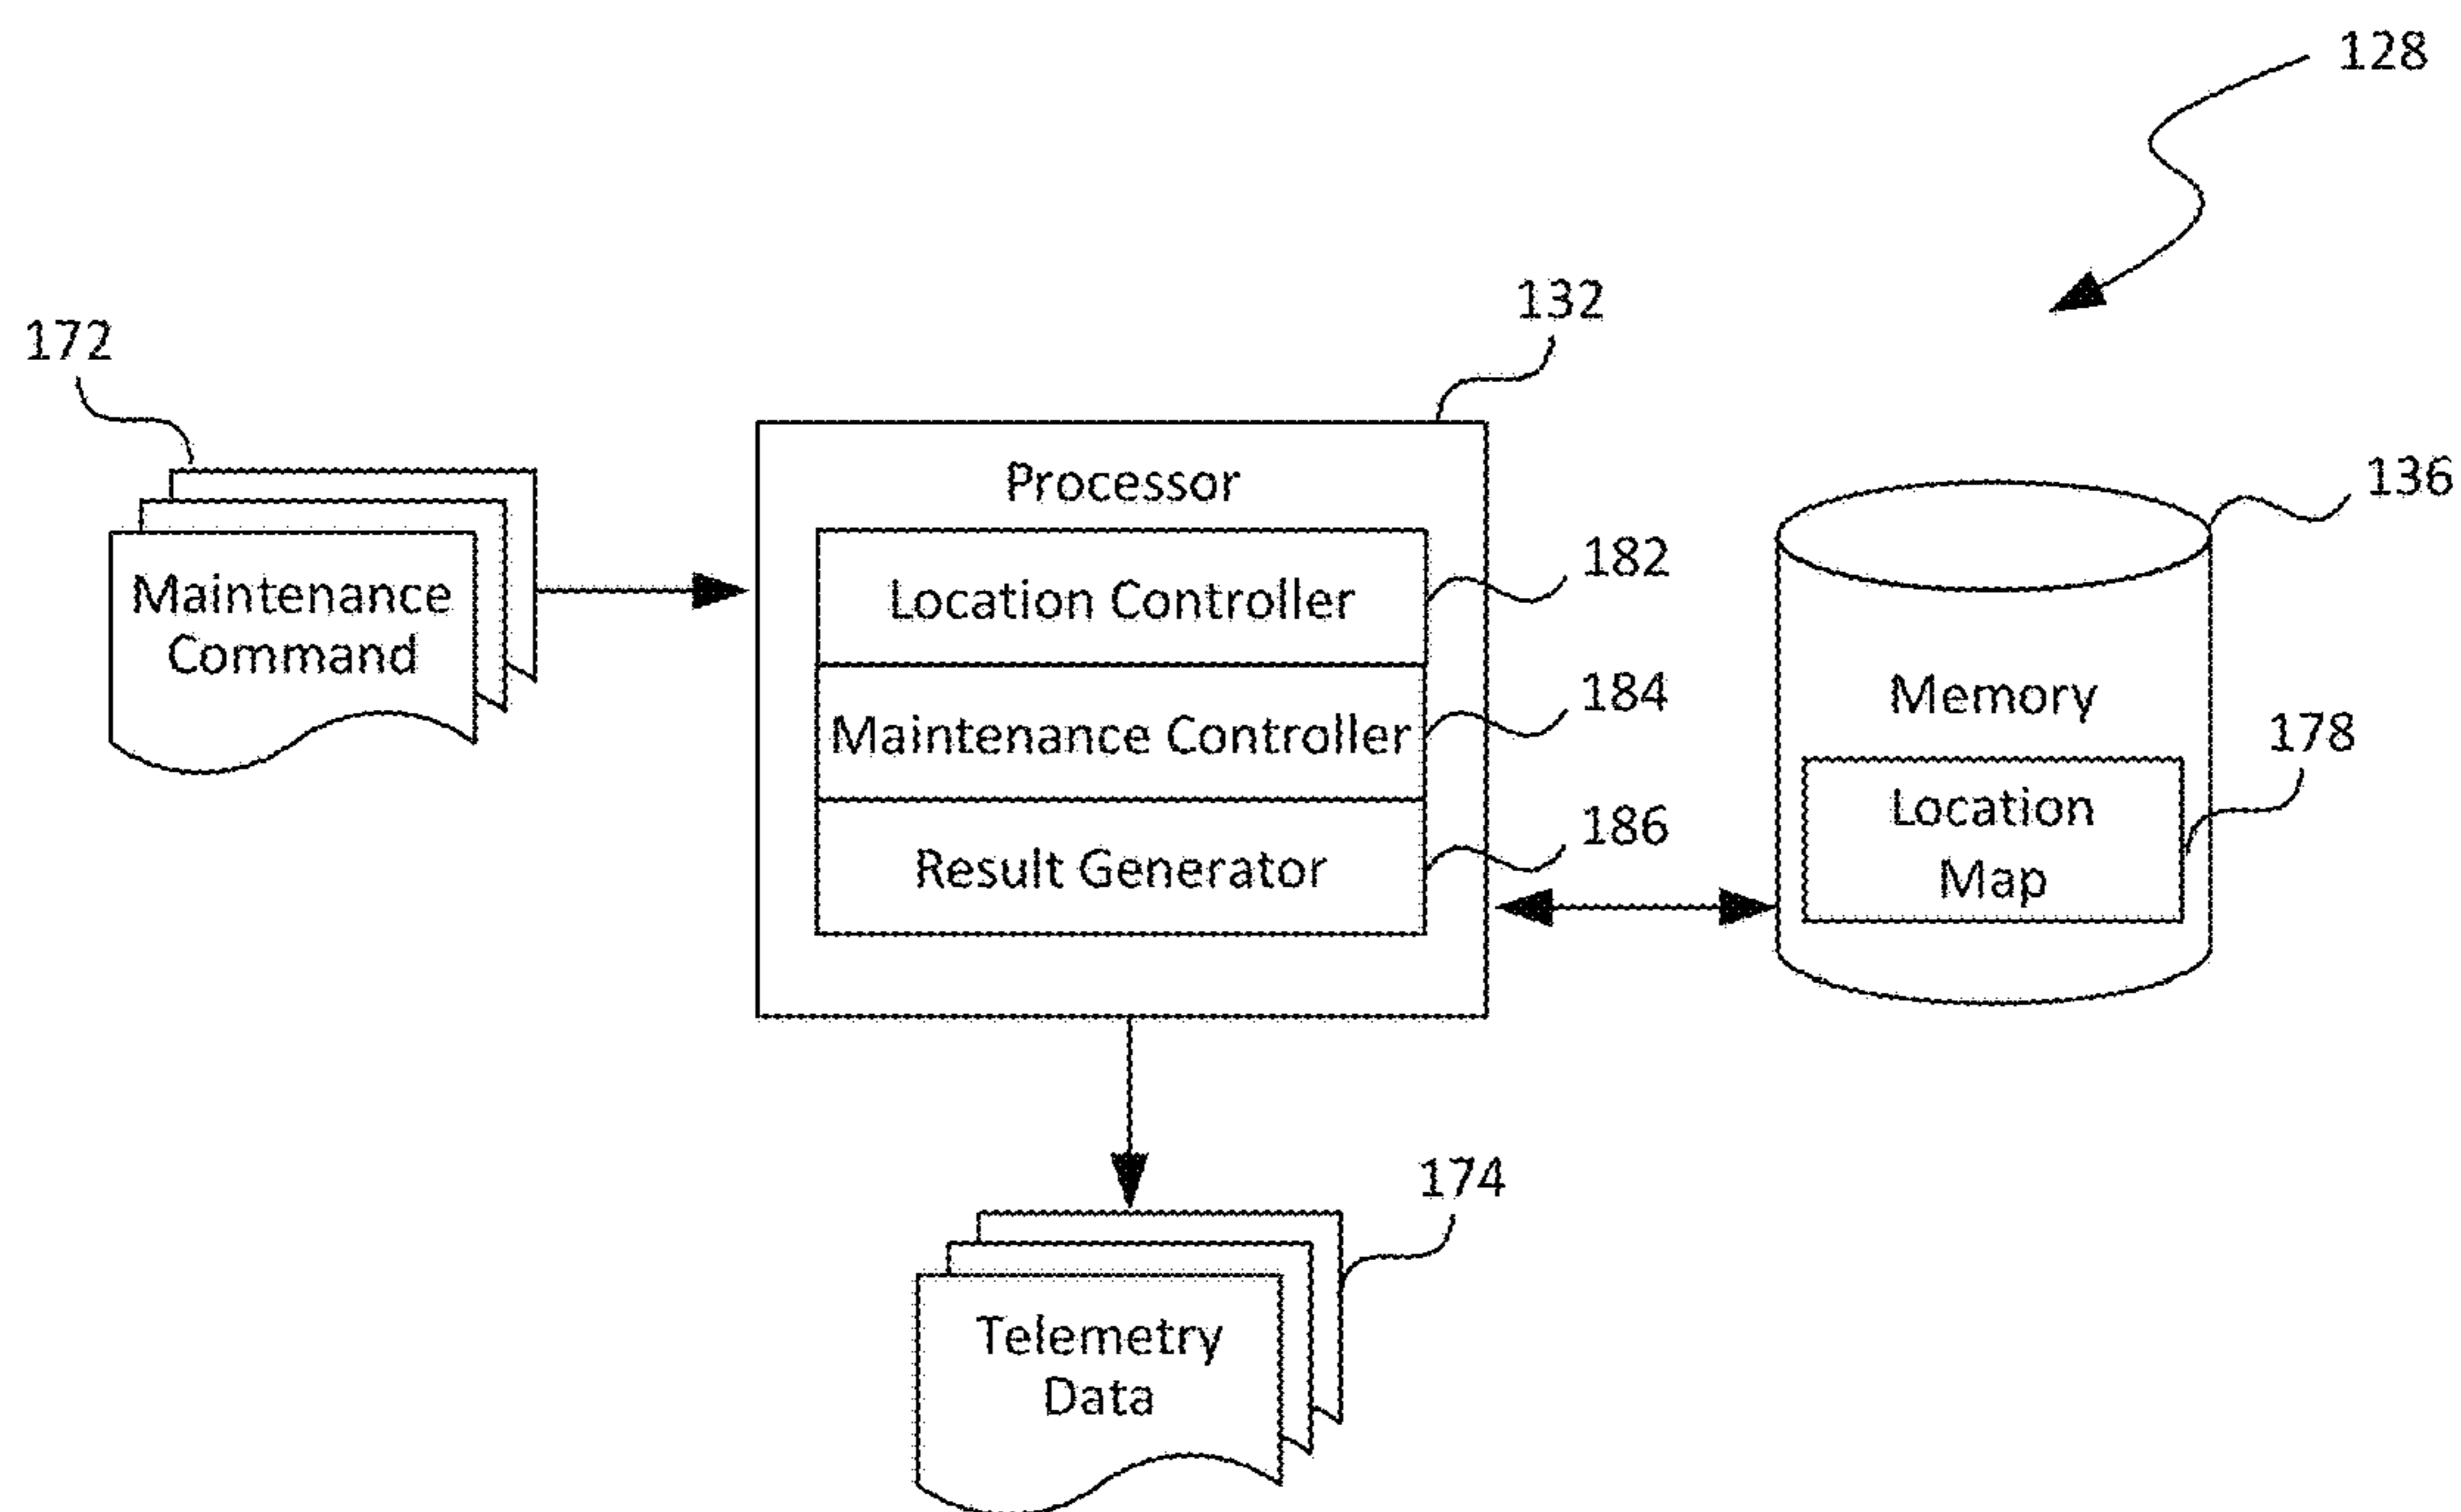 128
132
172
Processor
136
Location Controller
182
Maintenance
Command
Memory
184
Maintenance Controller
178
Location
Map
186
Result Generator
174
Telemetry
Data